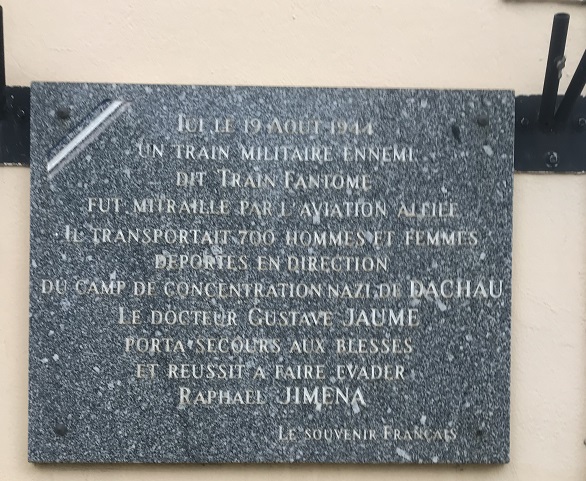 ICI LE 19 AOUT 1944
UN TRAIN MILITAIRE ENNEMI
DIT TRAIN FANTOME
FUT MITRAILLE PAR L'AVIATION ALLIEE
IL TRANSPORTAIT 700 HOMMES ET FEMMES
DEPORTES EN DIRECTION
DU CAMP DE CONCENTRATION NAZI DE DACHAU
LE DOCTEUR GUSTAVE JAUME
PORTA SECOURS AUX BLESSES
ET REUSSIT A FAIRE EVADER
RAPHAEL JIMENA
LE SOUVENIR FRANÇAIS